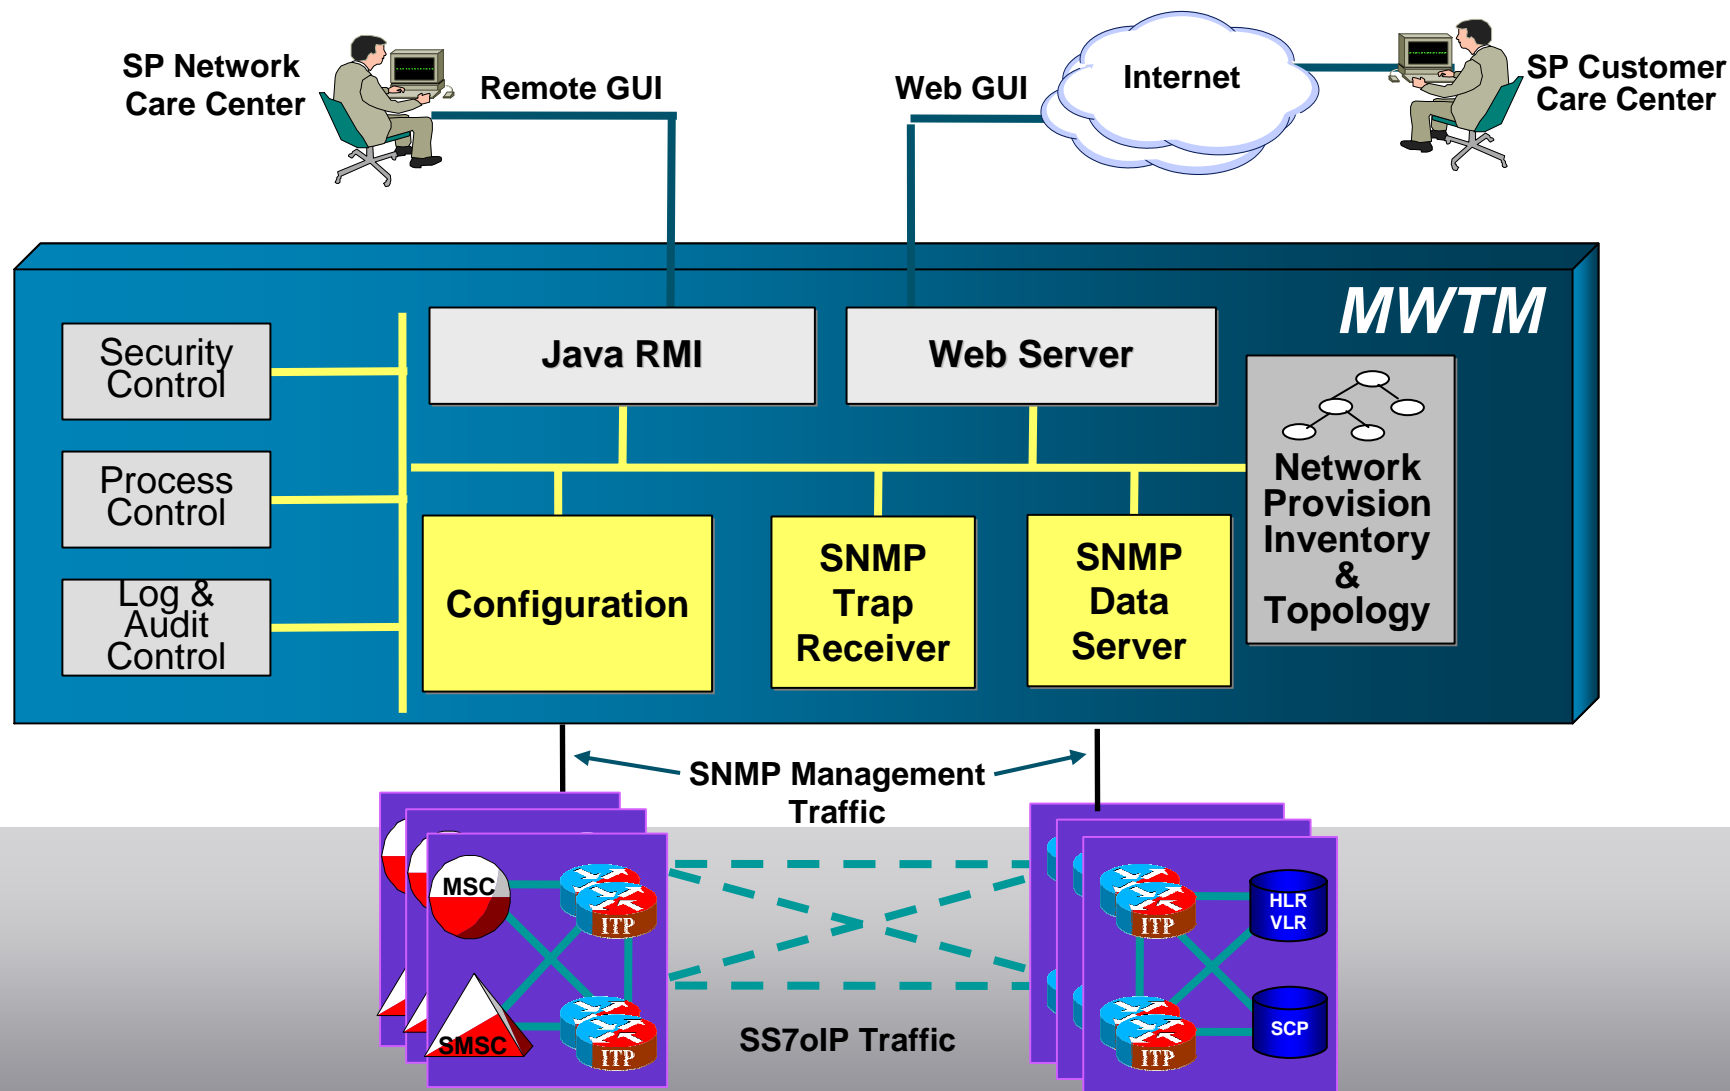 SP Network
Care Center
Remote GUI
Web GUI
Internet
SP Customer
Care Center
MWTM
Security
Control
Process
Control
Log &
Audit
Control
Java RMI
Web Server
Network
Provision
Inventory
&
Topology
Configuration
SNMP
Trap
Receiver
SNMP
Data
Server
SNMP Management
Traffic
MSC
ITP
SMSC
ITP
SS7oIP Traffic
ITP
HLR
VLR
ITP
SCP